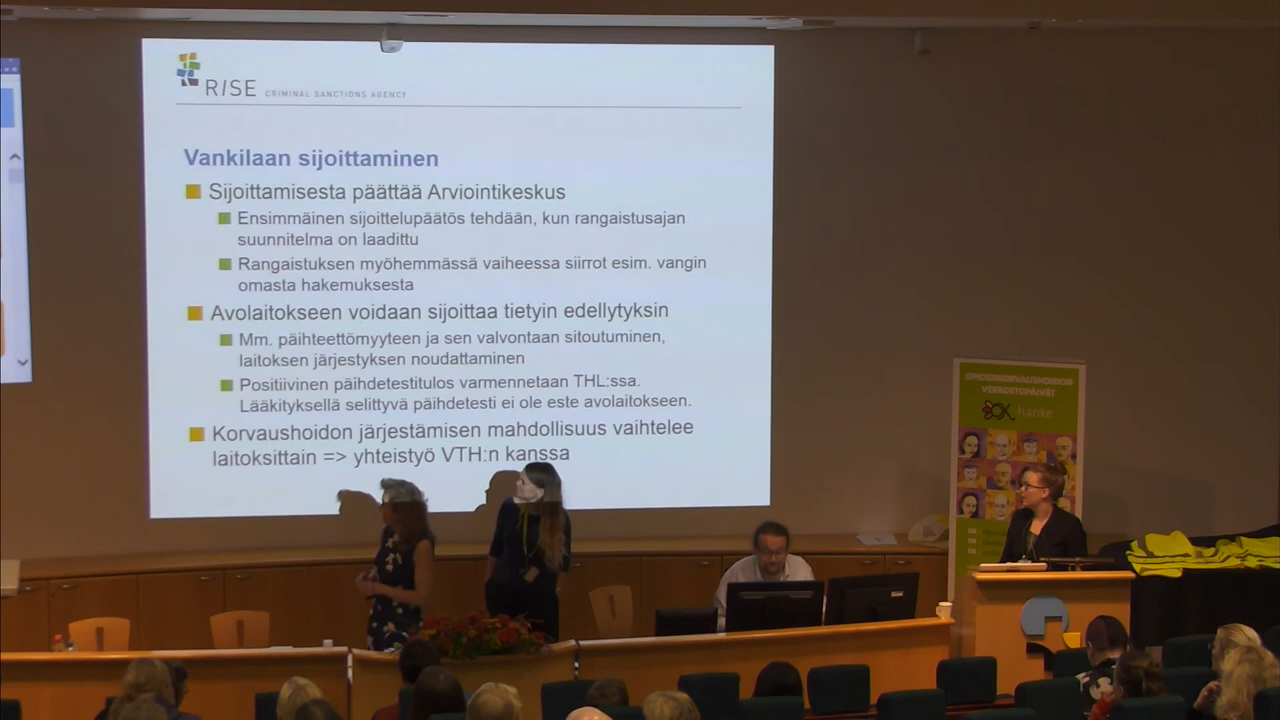 RISE CRIMINAL SANCTIONS AGENCY
Vankilaan sijoittaminen
Sijoittamisesta päättää Arviointikeskus
Ensimmäinen sijoittelupäätös tehdään, kun rangaistusajan
suunnitelma on laadittu
Rangaistuksen myöhemmässä vaiheessa siirrot esim. vangin
omasta hakemuksesta
Avolaitokseen voidaan sijoittaa tietyin edellytyksin
Mm. päihteettömyyteen ja sen valvontaan sitoutuminen,
laitoksen järjestyksen noudattaminen
Positiivinen päihdetestitulos varmennetaan THL:ssa.
Lääkityksellä selittyvä päihdetesti ei ole este avolaitokseen.
Korvaushoidon järjestämisen mahdollisuus vaihtelee
laitoksittain => yhteistyö VTH:n kanssa
OPIOIDIKORVAUSHOIDON
VERKOSTOPÄIVÄT
OK-hanke